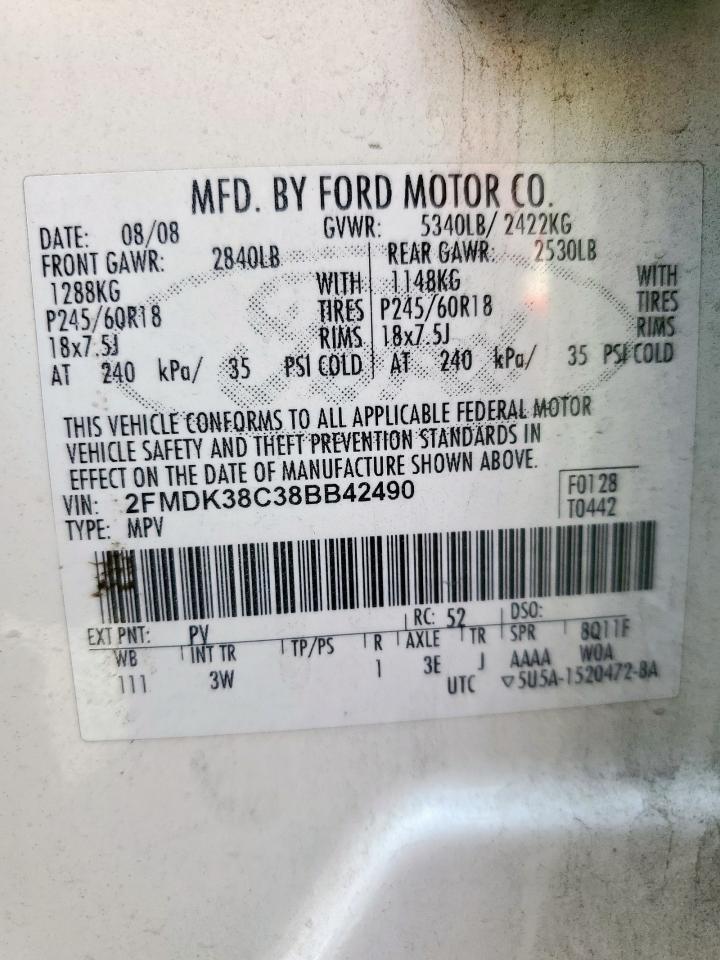 MFD. BY FORD MOTOR CO.
DATE: 08/08 GVWR: 5340LB/ 2422KG
FRONT GAWR: 2840LB REAR GAWR: 2530LB
1288KG WITH 1148KG WITH
P245/60R18 TIRES P245/60R18 TIRES
18x7.5J RIMS 18x7.5J RIMS
AT 240 kPa/ 35 PSI COLD AT 240 kPa/ 35 PSI COLD
THIS VEHICLE CONFORMS TO ALL APPLICABLE FEDERAL MOTOR
VEHICLE SAFETY AND THEFT PREVENTION STANDARDS IN
EFFECT ON THE DATE OF MANUFACTURE SHOWN ABOVE.
VIN: 2FMDK38C38BB42490 F0128
TYPE: MPV T0442
EXT PNT: PV RC: 52 DSO:
WB INT TR TP/PS R AXLE TR SPR 8Q11F
111 3W 1 3E J AAAA W0A
UTC ▽5U5A-1520472-BA